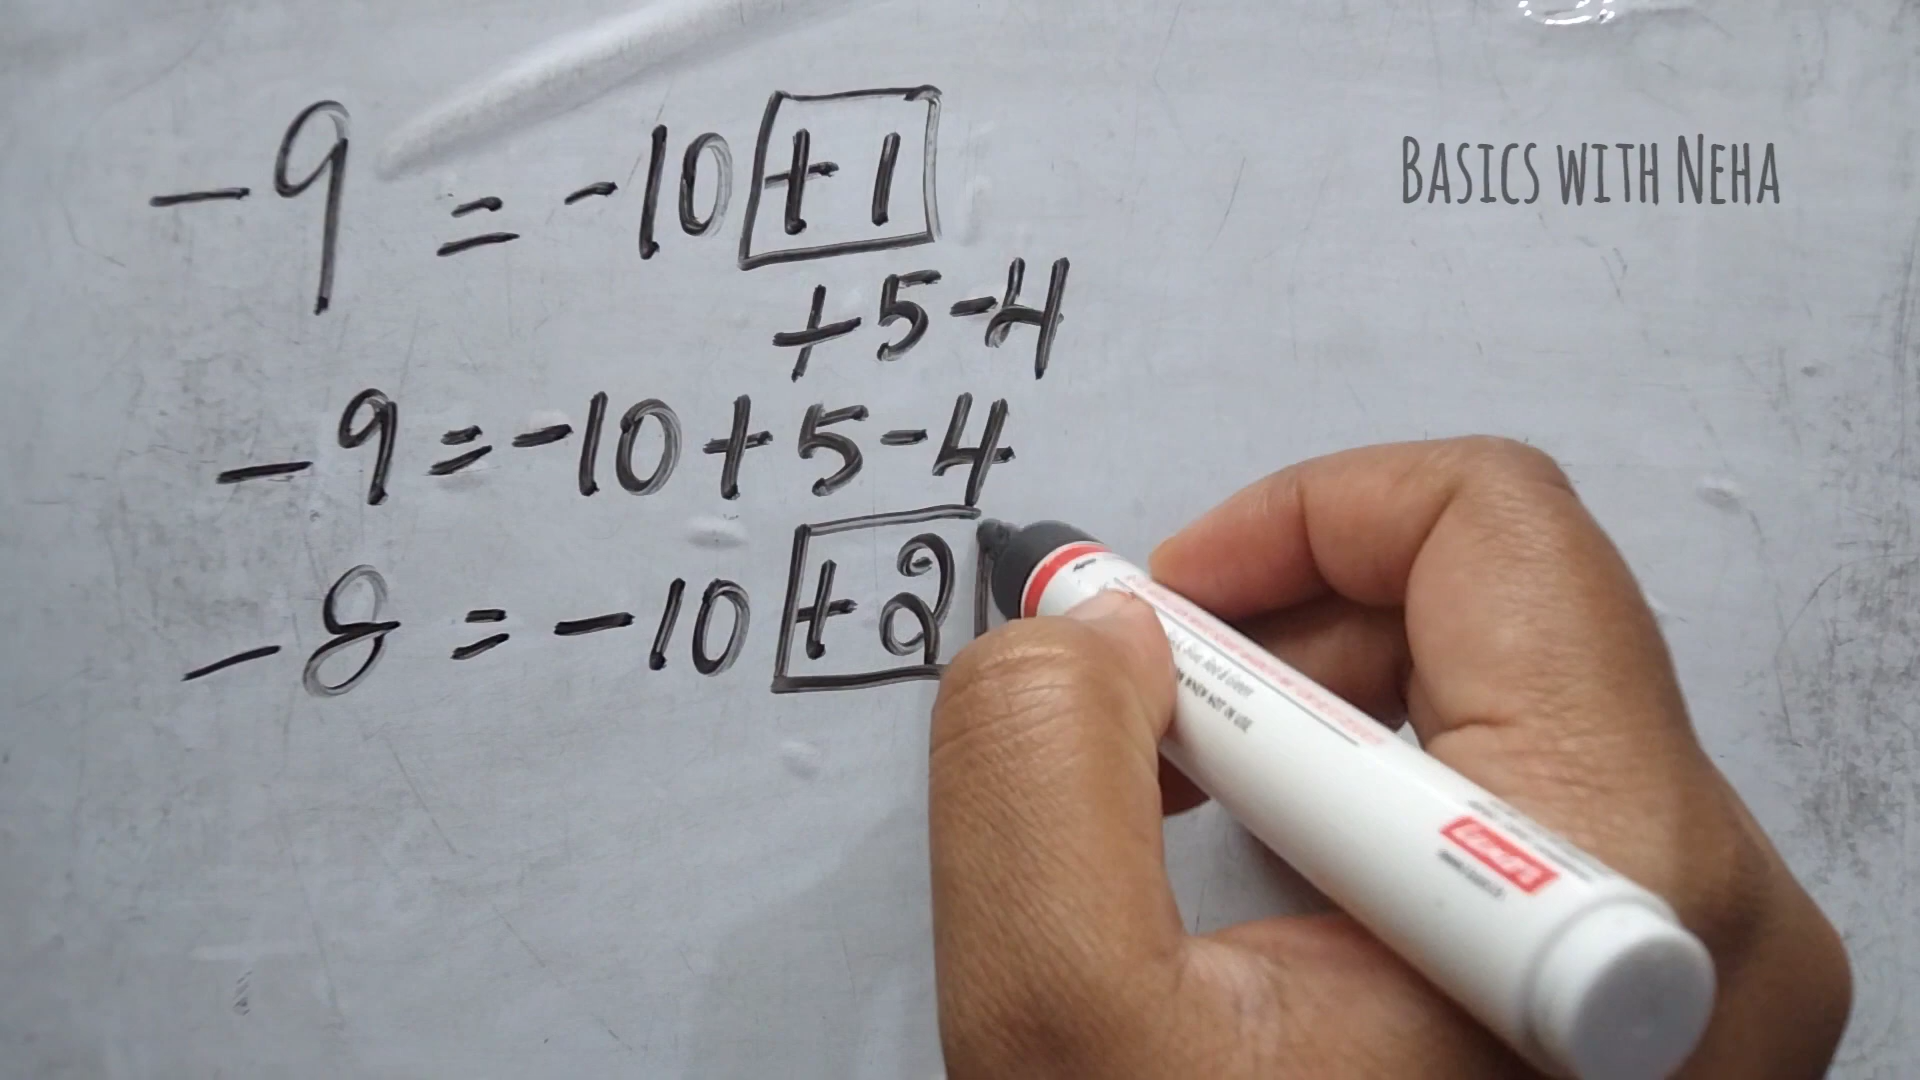 -9 = -10 +1
+5-4
-9 = -10+5-4
-8 = -10 +2
BASICS WITH NEHA